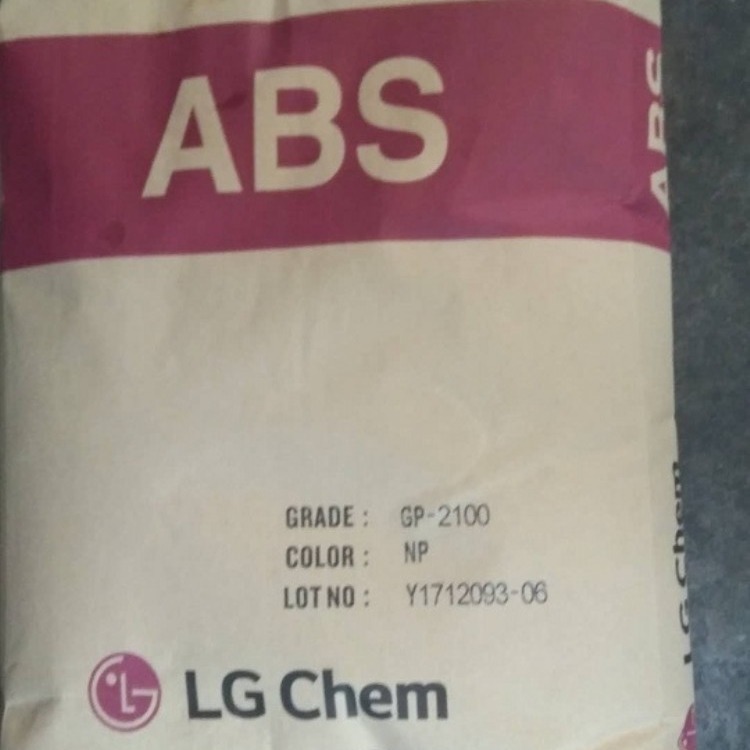 ABS
ABS
GRADE : GP-2100
COLOR : NP
LOT NO : Y1712093-06
LG Chem
LG Chem